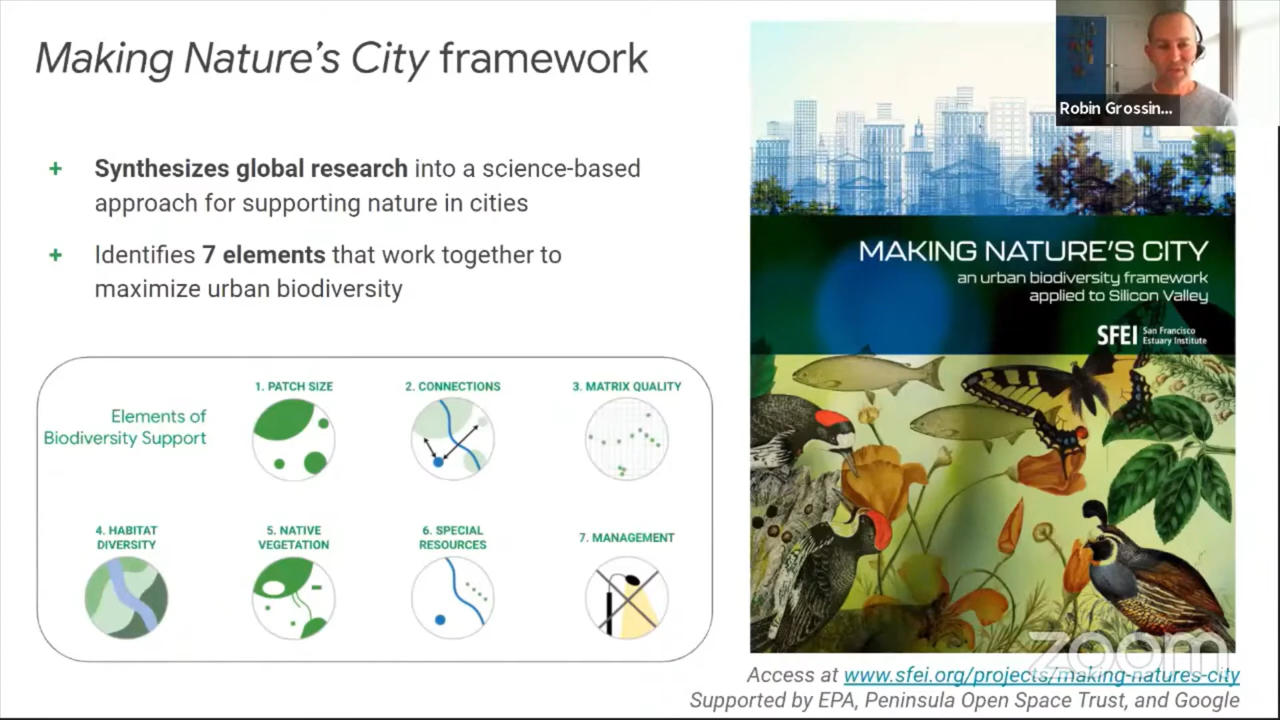 Making Nature's City framework
+ Synthesizes global research into a science-based
approach for supporting nature in cities
+ Identifies 7 elements that work together to
maximize urban biodiversity
Elements of
Biodiversity Support
1. PATCH SIZE
2. CONNECTIONS
3. MATRIX QUALITY
4. HABITAT
DIVERSITY
5. NATIVE
VEGETATION
6. SPECIAL
RESOURCES
7. MANAGEMENT
Robin Grossin...
MAKING NATURE'S CITY
an urban biodiversity framework
applied to Silicon Valley
SFEI San Francisco
Estuary Institute
zoom
Access at www.sfei.org/projects/making-natures-city
Supported by EPA, Peninsula Open Space Trust, and Google